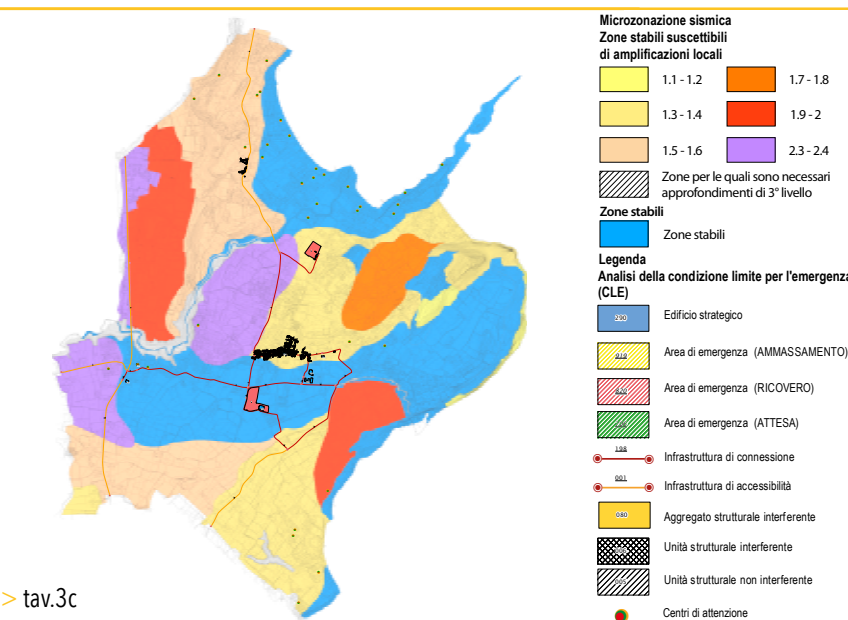 Microzonazione sismica
Zone stabili suscettibili
di amplificazioni locali
1.1 - 1.2
1.7 - 1.8
1.3 - 1.4
1.9 - 2
1.5 - 1.6
2.3 - 2.4
Zone per le quali sono necessari
approfondimenti di 3° livello
Zone stabili
Zone stabili
Legenda
Analisi della condizione limite per l'emergenza
(CLE)
290
Edificio strategico
Area di emergenza (AMMASSAMENTO)
Area di emergenza (RICOVERO)
Area di emergenza (ATTESA)
198
Infrastruttura di connessione
001
Infrastruttura di accessibilità
080
Aggregato strutturale interferente
Unità strutturale interferente
Unità strutturale non interferente
Centri di attenzione
> tav.3c